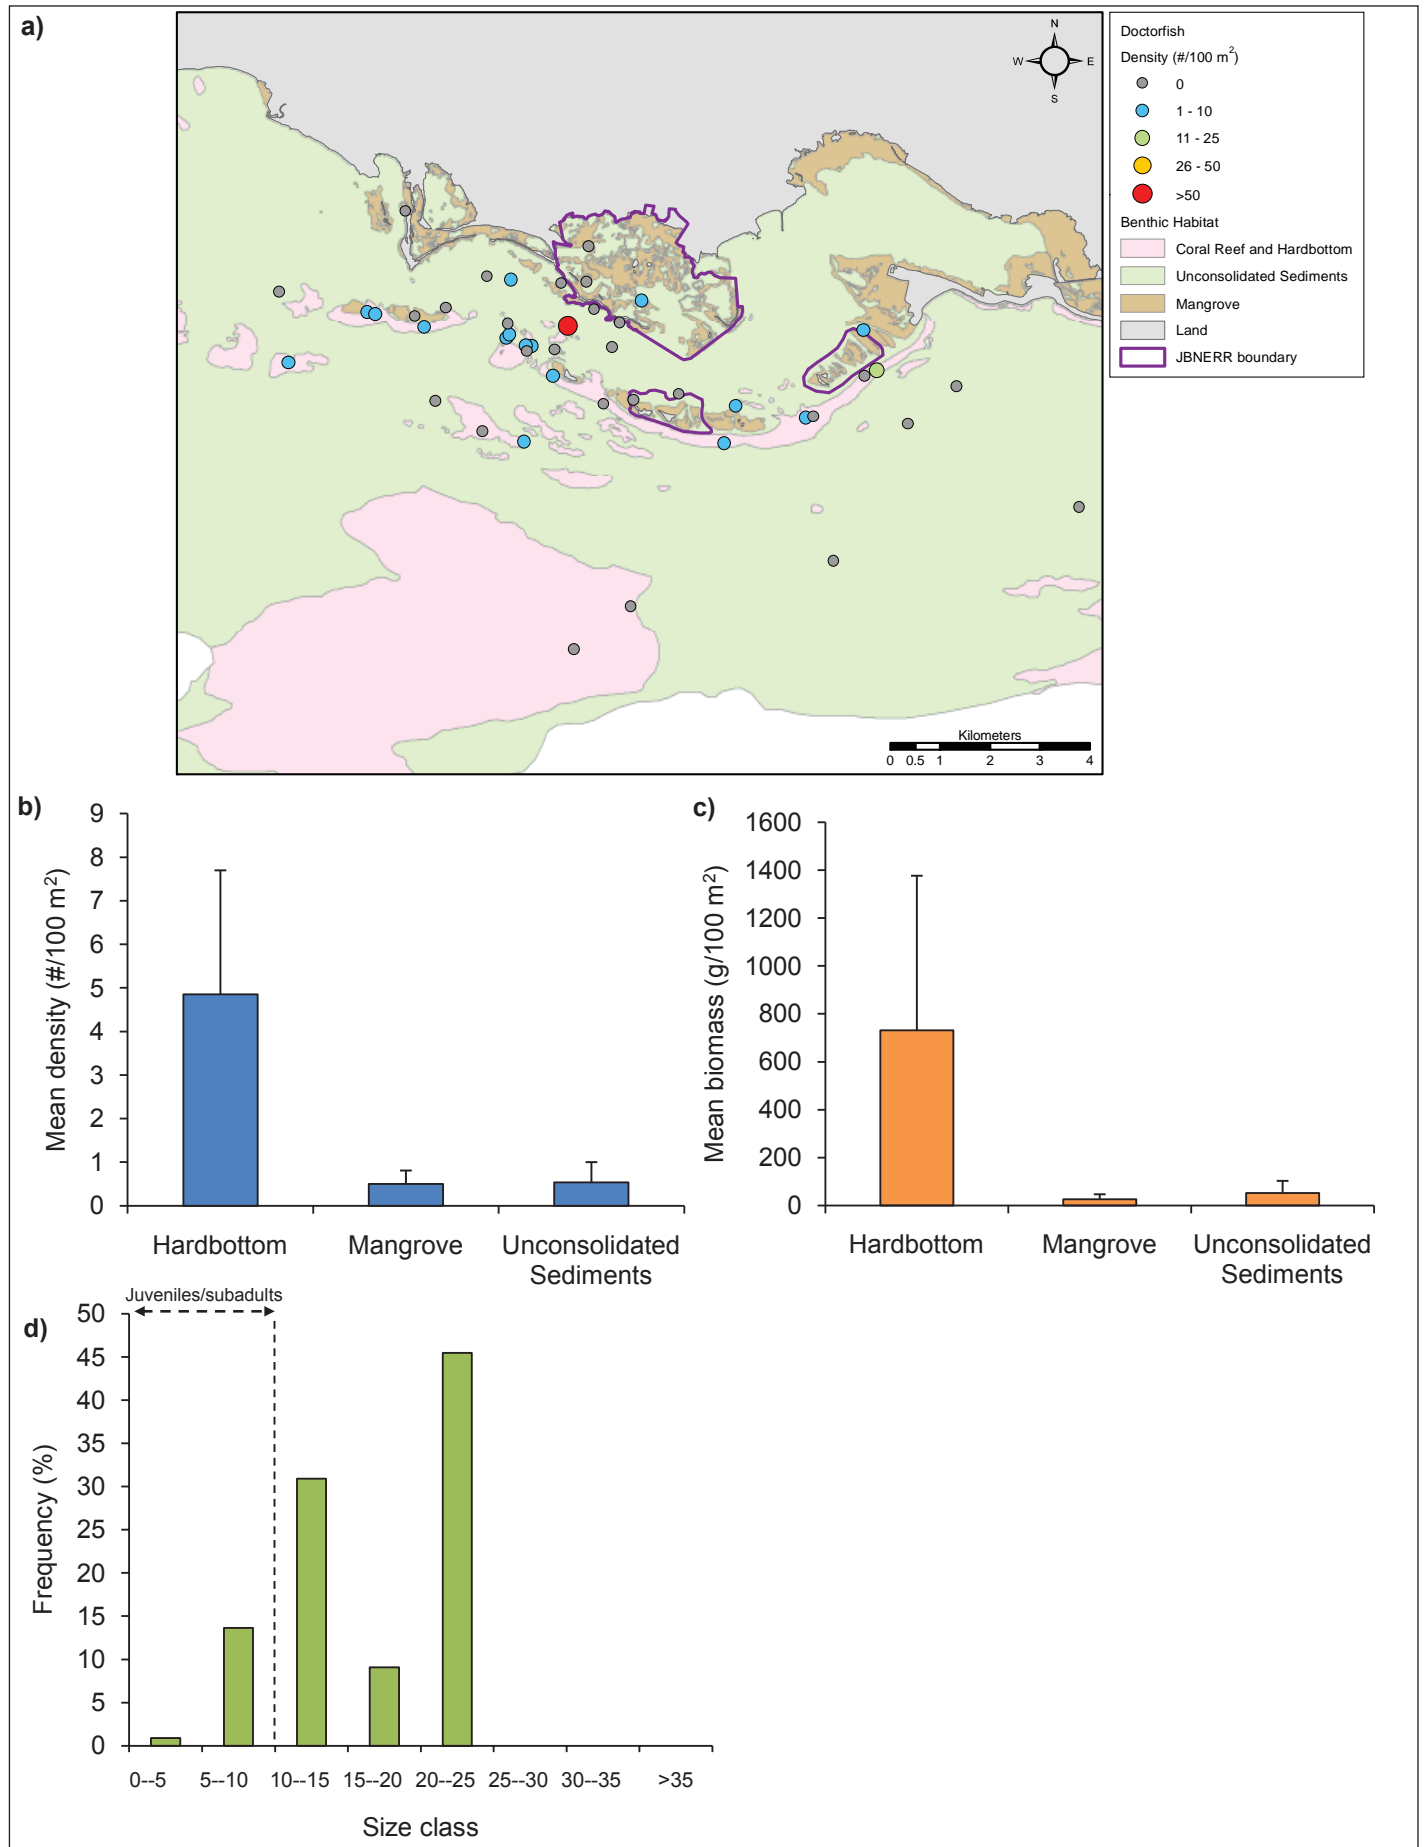 a)
N
W E
S
Doctorfish
Density (#/100 m²)
0
1 - 10
11 - 25
26 - 50
>50
Benthic Habitat
Coral Reef and Hardbottom
Unconsolidated Sediments
Mangrove
Land
JBNERR boundary
Kilometers
0 0.5 1 2 3 4
b)
Mean density (#/100 m²)
9
8
7
6
5
4
3
2
1
0
Hardbottom Mangrove Unconsolidated
Sediments
c)
Mean biomass (g/100 m²)
1600
1400
1200
1000
800
600
400
200
0
Hardbottom Mangrove Unconsolidated
Sediments
d)
Juveniles/subadults
Frequency (%)
50
45
40
35
30
25
20
15
10
5
0
0--5 5--10 10--15 15--20 20--25 25--30 30--35 >35
Size class